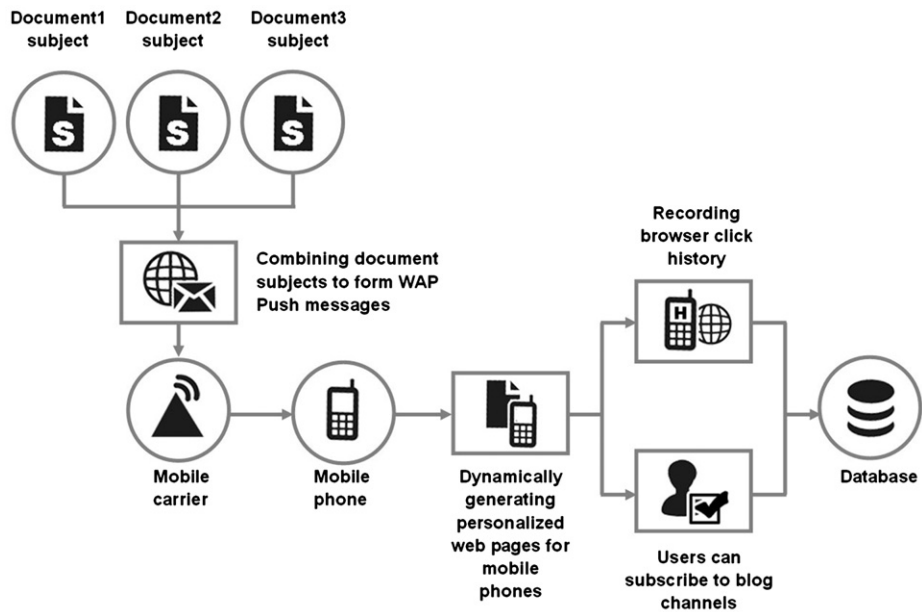 Document1
subject
Document2
subject
Document3
subject
S
S
S
Combining document
subjects to form WAP
Push messages
Recording
browser click
history
H
Mobile
carrier
Mobile
phone
Dynamically
generating
personalized
web pages for
mobile
phones
Users can
subscribe to blog
channels
Database